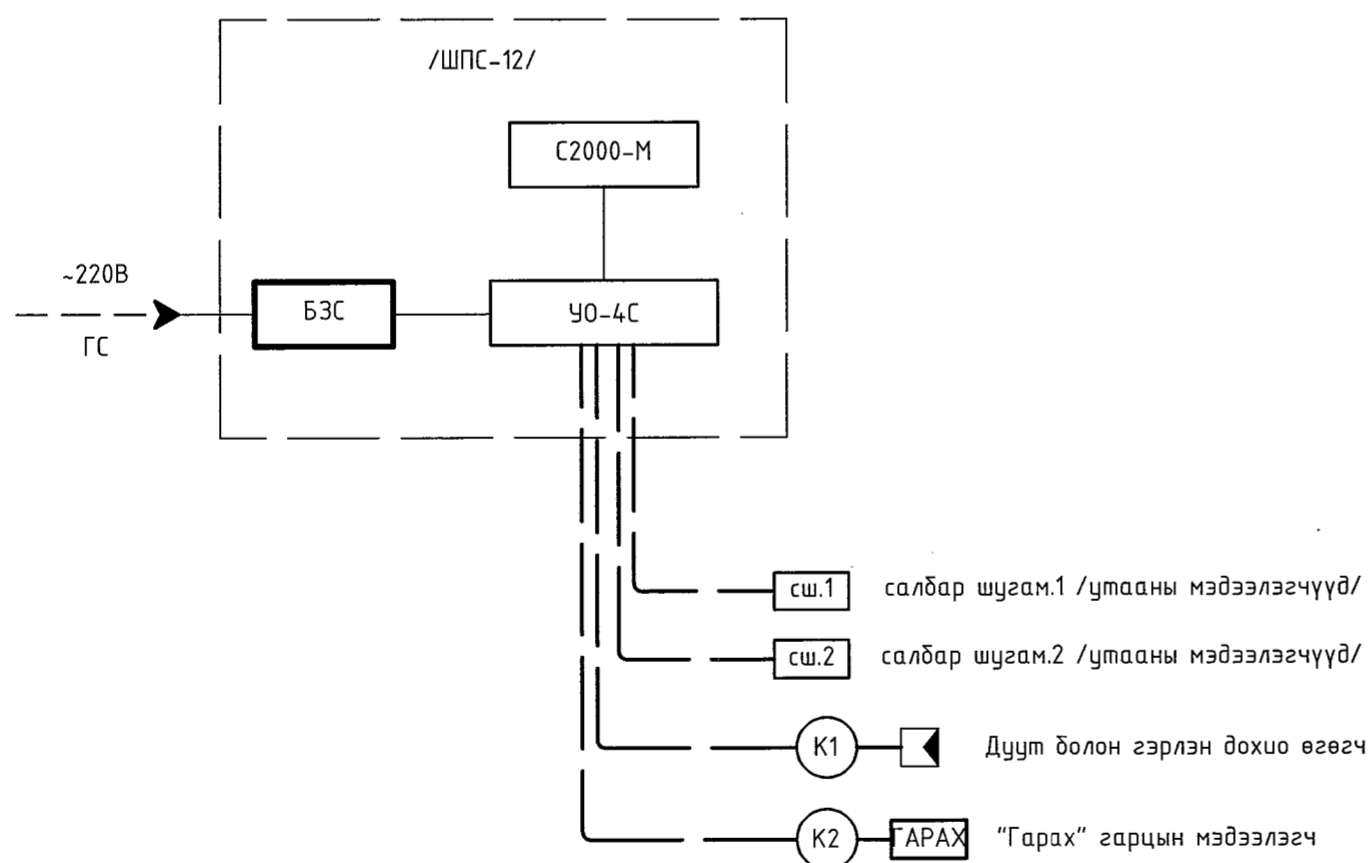 /ШПС-12/
С2000-М
~220В
БЗС
УО-4С
ГС
сш.1 салбар шугам.1 /утааны мэдээлэгчүүд/
сш.2 салбар шугам.2 /утааны мэдээлэгчүүд/
К1 Дуут болон гэрлэн дохио өгөгч
К2 ГАРАХ "Гарах" гарцын мэдээлэгч